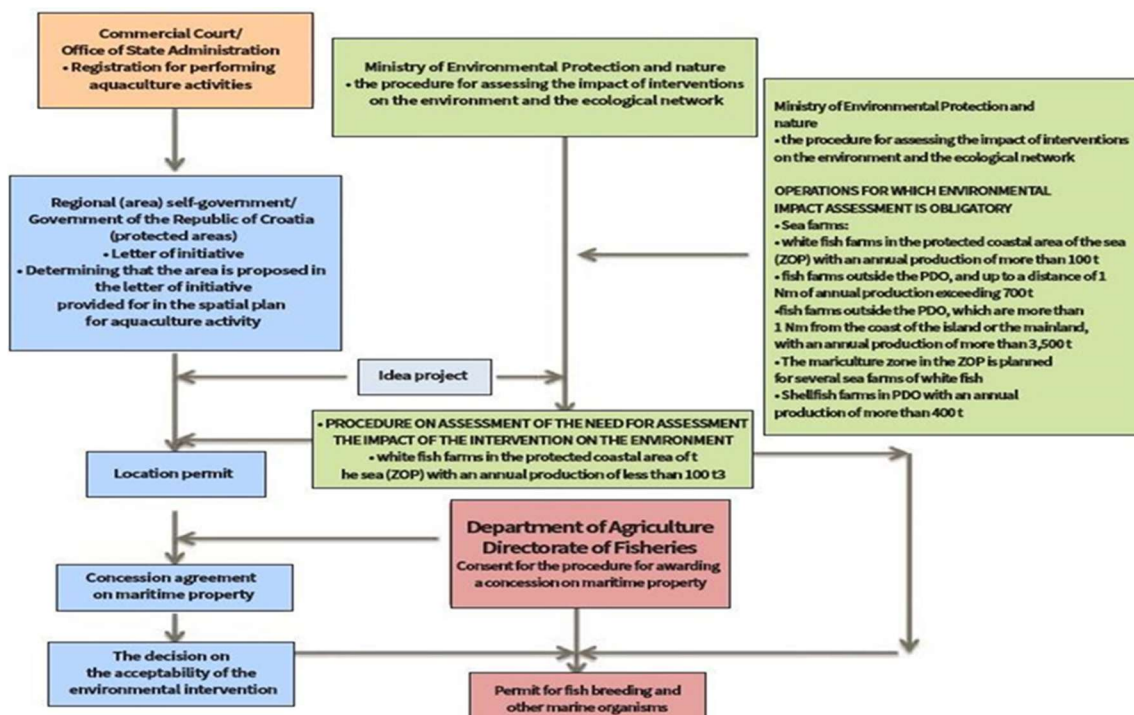 Commercial Court/
Office of State Administration
• Registration for performing
aquaculture activities
Ministry of Environmental Protection and nature
• the procedure for assessing the impact of interventions
on the environment and the ecological network
Ministry of Environmental Protection and
nature
• the procedure for assessing the impact of interventions
on the environment and the ecological network
OPERATIONS FOR WHICH ENVIRONMENTAL
IMPACT ASSESSMENT IS OBLIGATORY
• Sea farms:
• white fish farms in the protected coastal area of the sea
(ZOP) with an annual production of more than 100 t
• fish farms outside the PDO, and up to a distance of 1
Nm of annual production exceeding 700 t
•fish farms outside the PDO, which are more than
1 Nm from the coast of the island or the mainland,
with an annual production of more than 3,500 t
• The mariculture zone in the ZOP is planned
for several sea farms of white fish
• Shellfish farms in PDO with an annual
production of more than 400 t
Regional (area) self-government/
Government of the Republic of Croatia
(protected areas)
• Letter of initiative
• Determining that the area is proposed in
the letter of initiative
provided for in the spatial plan
for aquaculture activity
Idea project
• PROCEDURE ON ASSESSMENT OF THE NEED FOR ASSESSMENT
THE IMPACT OF THE INTERVENTION ON THE ENVIRONMENT
• white fish farms in the protected coastal area of t
he sea (ZOP) with an annual production of less than 100 t3
Location permit
Department of Agriculture
Directorate of Fisheries
Consent for the procedure for awarding
a concession on maritime property
Concession agreement
on maritime property
The decision on
the acceptability of the
environmental intervention
Permit for fish breeding and
other marine organisms